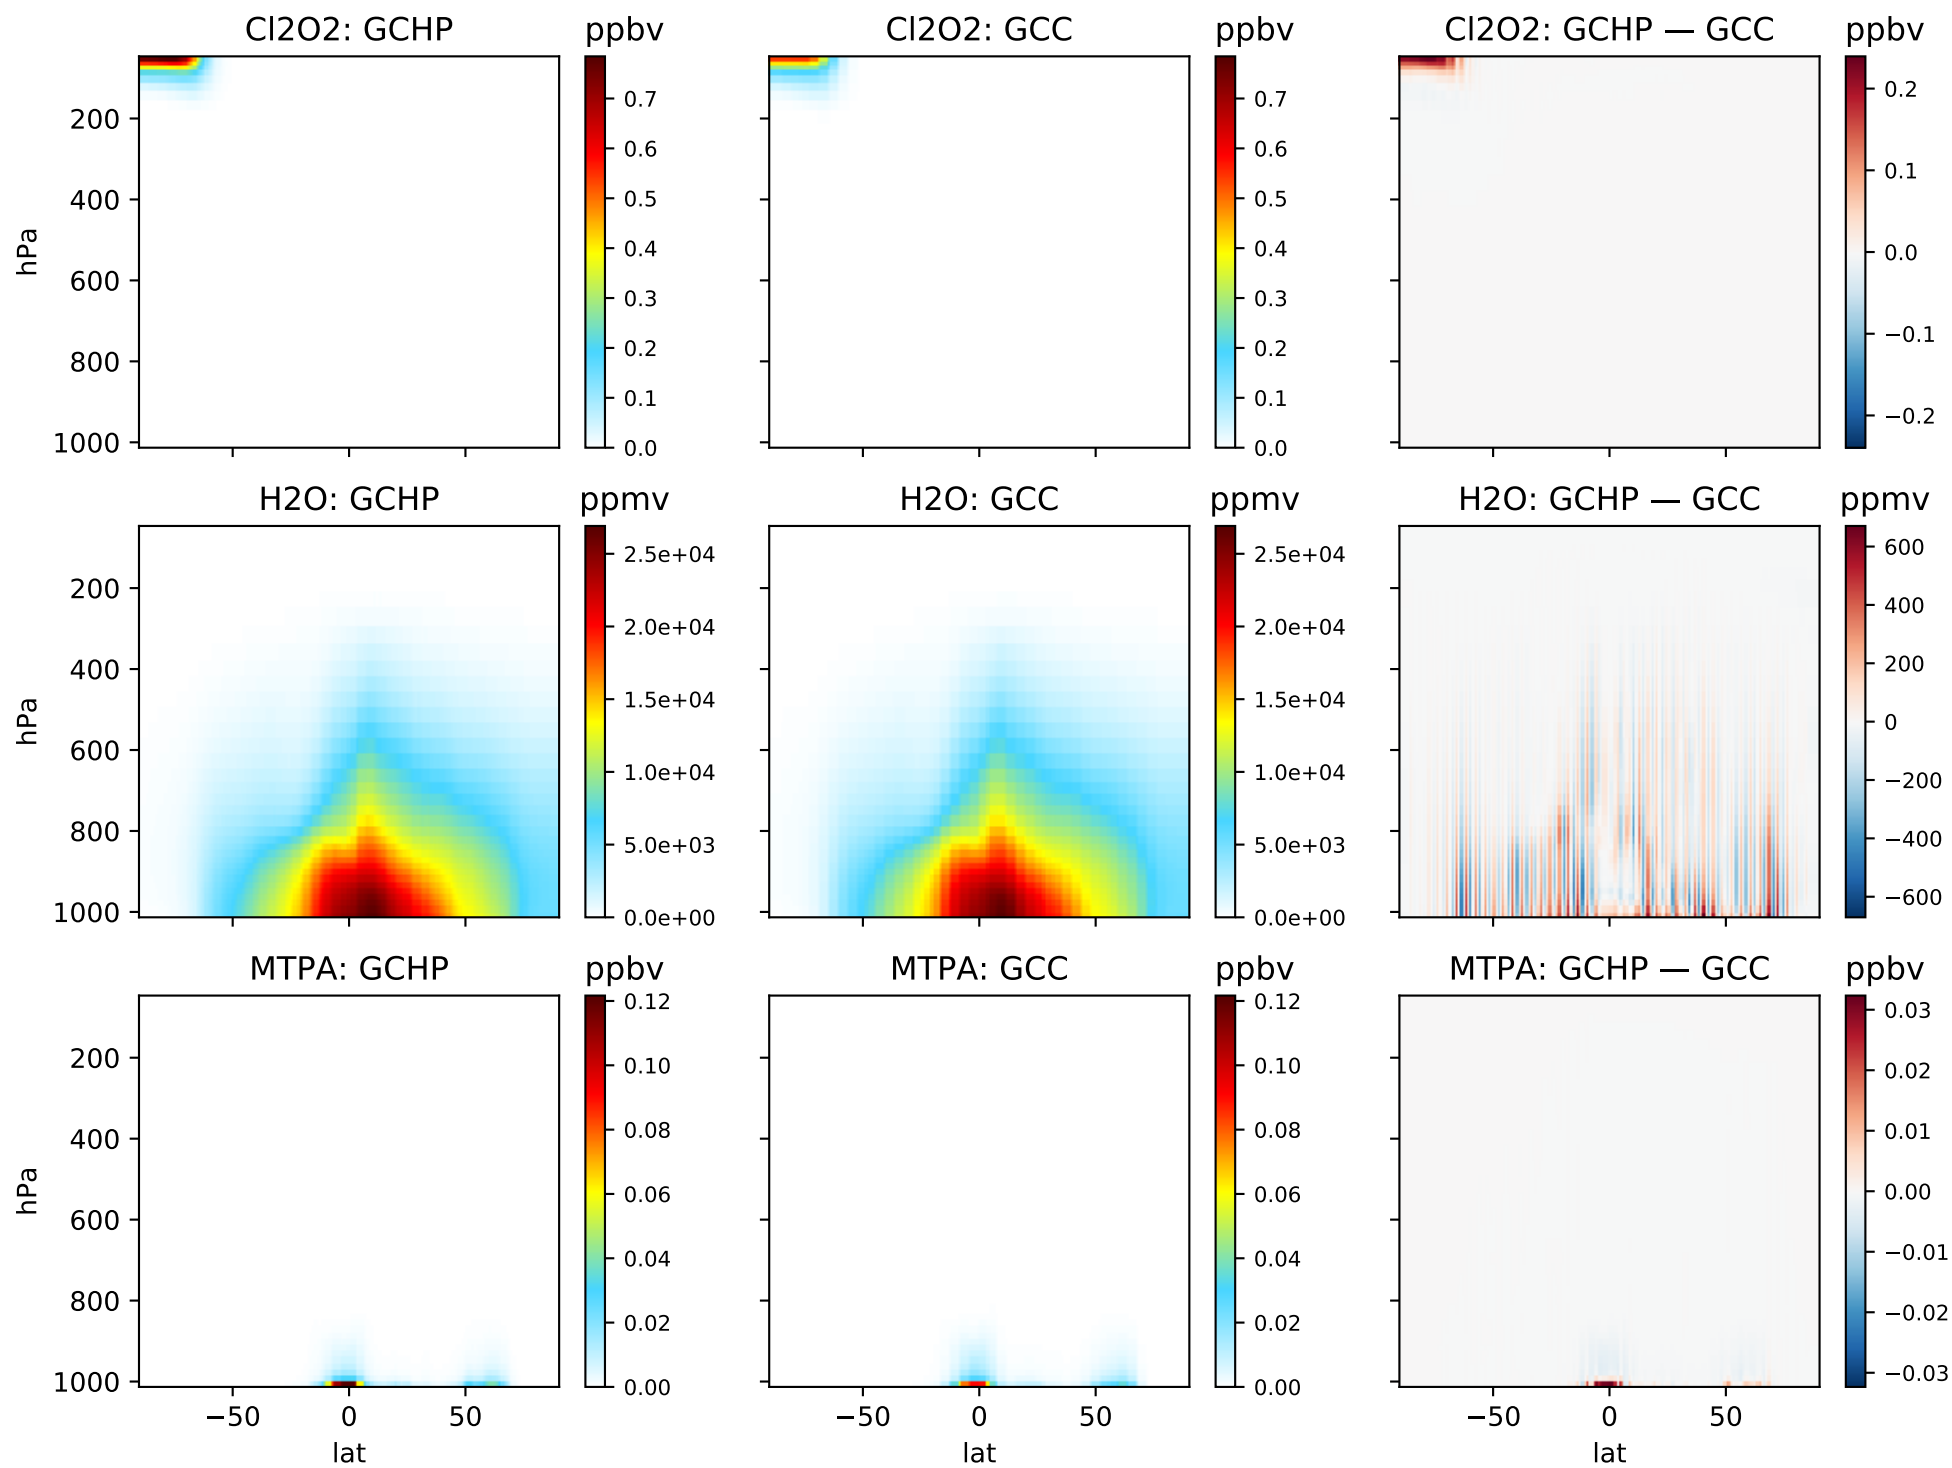 Cl2O2: GCHP
ppbv
Cl2O2: GCC
ppbv
Cl2O2: GCHP — GCC
ppbv
hPa
200
400
600
800
1000
0.7
0.6
0.5
0.4
0.3
0.2
0.1
0.0
0.7
0.6
0.5
0.4
0.3
0.2
0.1
0.0
0.2
0.1
0.0
−0.1
−0.2
H2O: GCHP
ppmv
H2O: GCC
ppmv
H2O: GCHP — GCC
ppmv
hPa
200
400
600
800
1000
2.5e+04
2.0e+04
1.5e+04
1.0e+04
5.0e+03
0.0e+00
2.5e+04
2.0e+04
1.5e+04
1.0e+04
5.0e+03
0.0e+00
600
400
200
0
−200
−400
−600
MTPA: GCHP
ppbv
MTPA: GCC
ppbv
MTPA: GCHP — GCC
ppbv
hPa
200
400
600
800
1000
0.12
0.10
0.08
0.06
0.04
0.02
0.00
0.12
0.10
0.08
0.06
0.04
0.02
0.00
0.03
0.02
0.01
0.00
−0.01
−0.02
−0.03
−50 0 50
lat
−50 0 50
lat
−50 0 50
lat